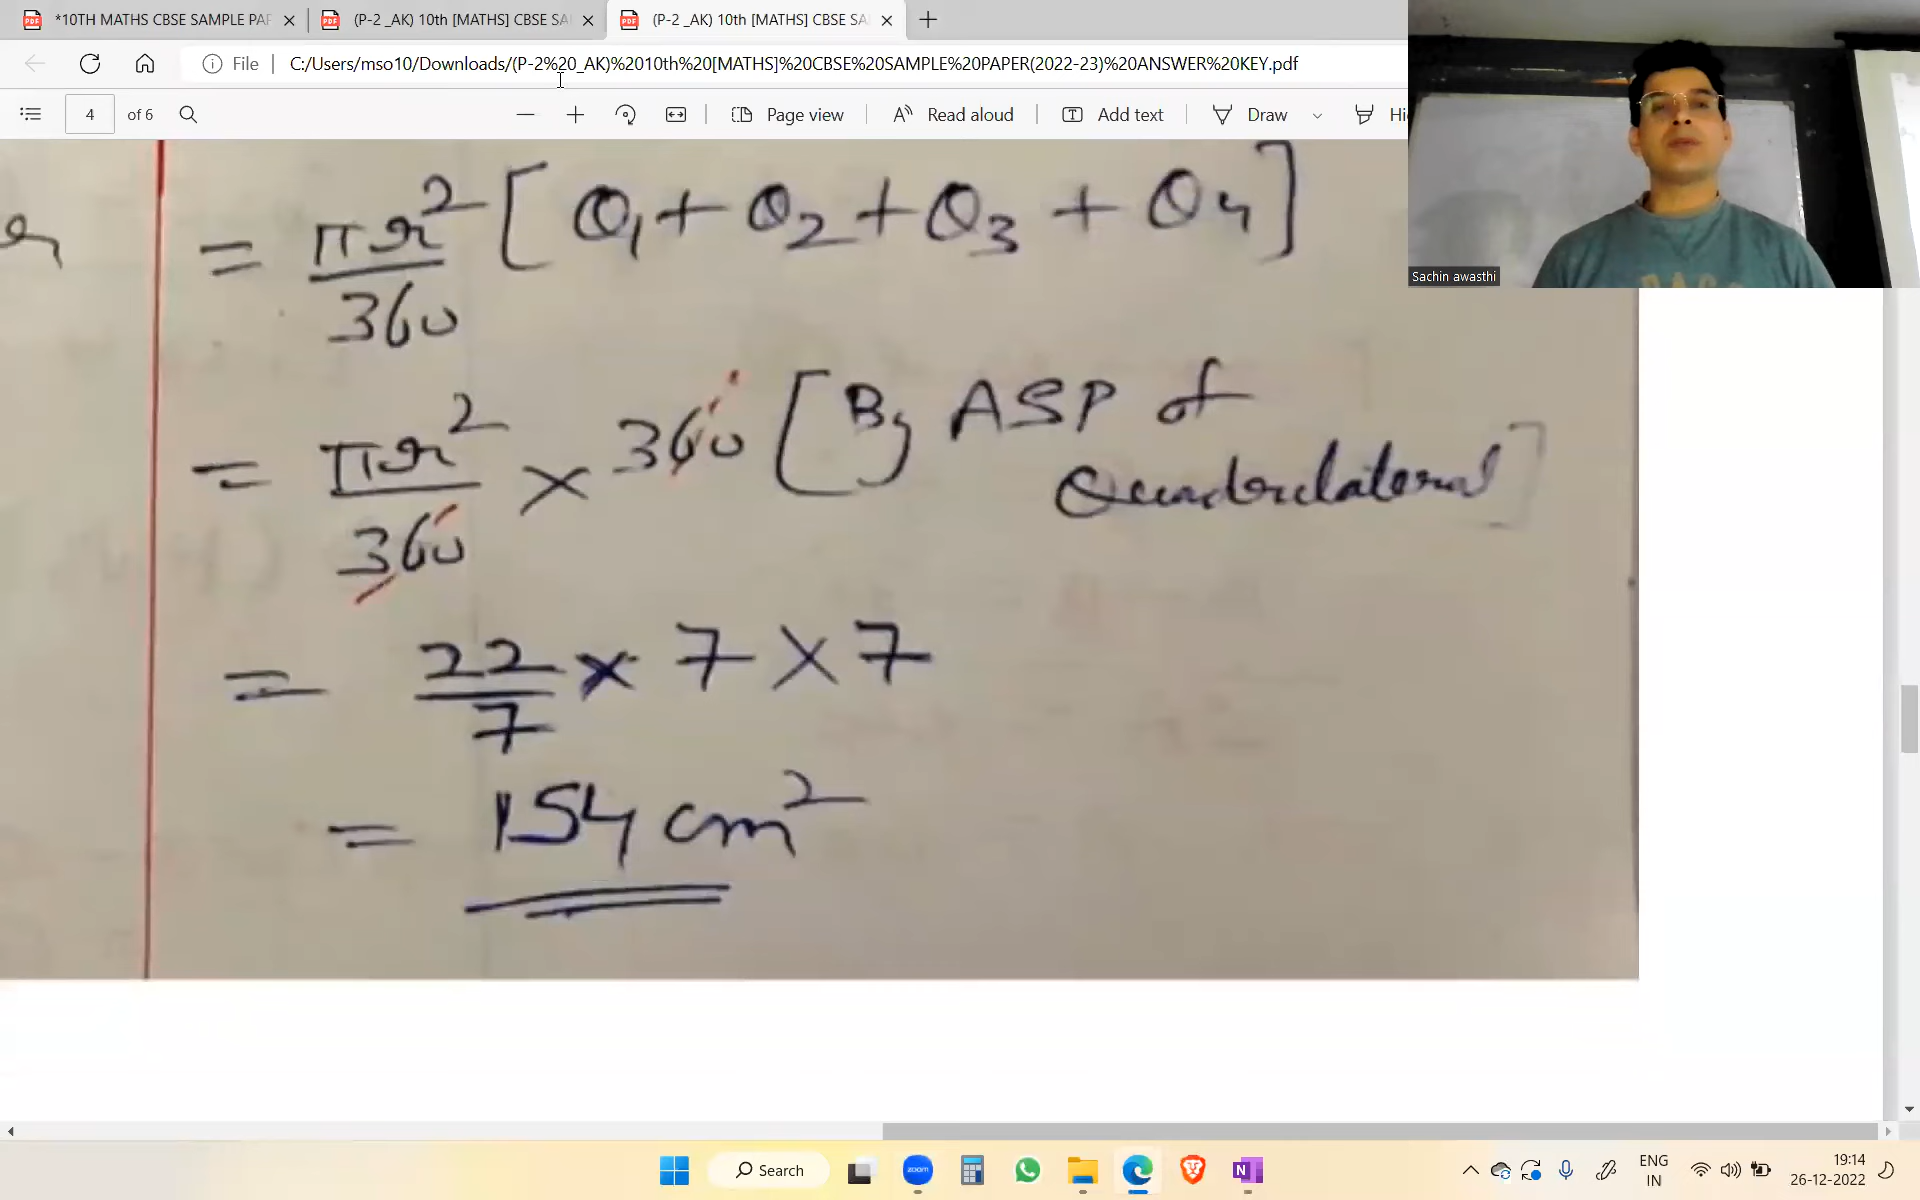 *10TH MATHS CBSE SAMPLE PAP
(P-2 _AK) 10th [MATHS] CBSE SA
(P-2 _AK) 10th [MATHS] CBSE SA
File C:/Users/mso10/Downloads/(P-2%20_AK)%2010th%20[MATHS]%20CBSE%20SAMPLE%20PAPER(2022-23)%20ANSWER%20KEY.pdf
4 of 6 Page view Read aloud Add text Draw Hi
Sachin awasthi
= πr²/360 [θ₁ + θ₂ + θ₃ + θ₄]
= πr²/360 × 360 [By ASP of
Quadrilateral]
= 22/7 × 7 × 7
= 154 cm²
Search zoom N ENG 19:14
IN 26-12-2022